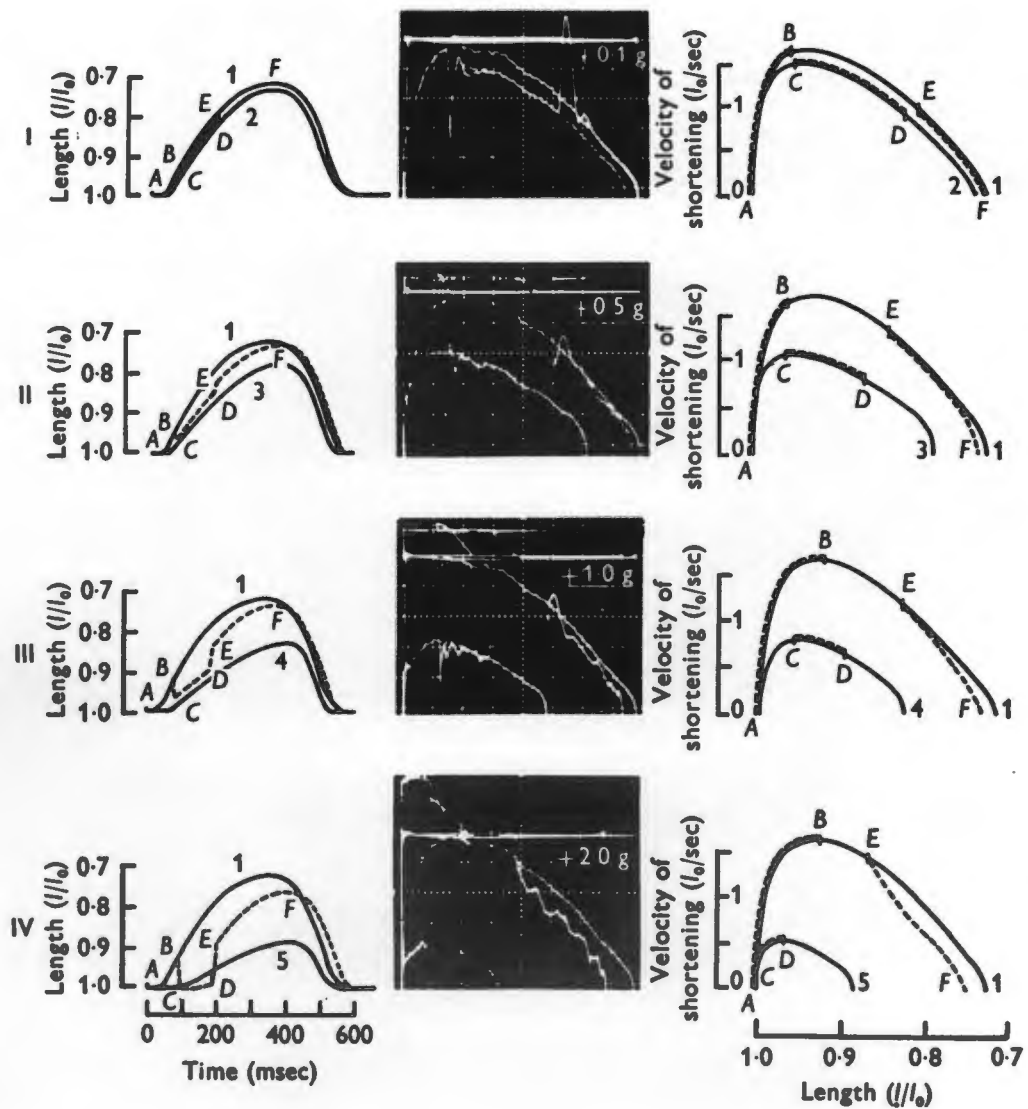 I
Length (l/l₀)
0·7
0·8
0·9
1·0
A
B
C
D
E
F
1
2
+0·1 g
Velocity of
shortening (l₀/sec)
1
0
A
B
C
D
E
F
2
1
II
Length (l/l₀)
0·7
0·8
0·9
1·0
A
B
C
D
E
F
1
3
+0·5 g
Velocity of
shortening (l₀/sec)
1
0
A
B
C
D
E
F
3
1
III
Length (l/l₀)
0·7
0·8
0·9
1·0
A
B
C
D
E
F
1
4
+1·0 g
Velocity of
shortening (l₀/sec)
1
0
A
B
C
D
E
F
4
1
IV
Length (l/l₀)
0·7
0·8
0·9
1·0
A
B
C
D
E
F
1
5
+2·0 g
Velocity of
shortening (l₀/sec)
1
0
A
B
C
D
E
F
5
1
0 200 400 600
Time (msec)
1·0 0·9 0·8 0·7
Length (l/l₀)